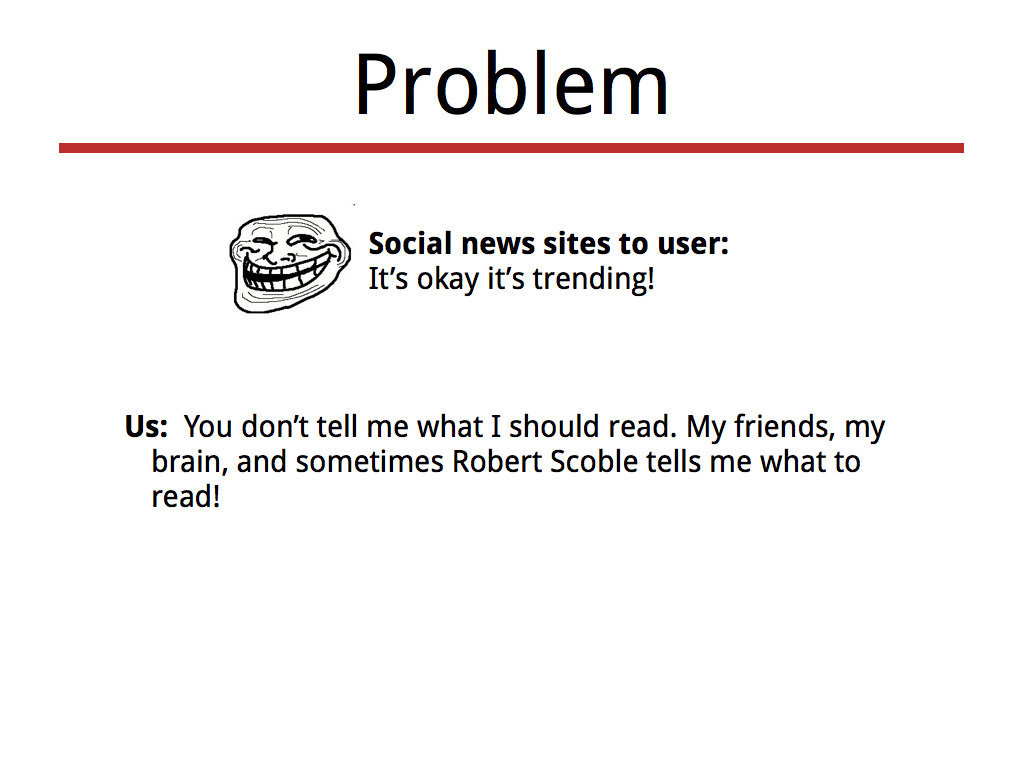 Problem
Social news sites to user:
It’s okay it’s trending!
Us: You don’t tell me what I should read. My friends, my
brain, and sometimes Robert Scoble tells me what to
read!